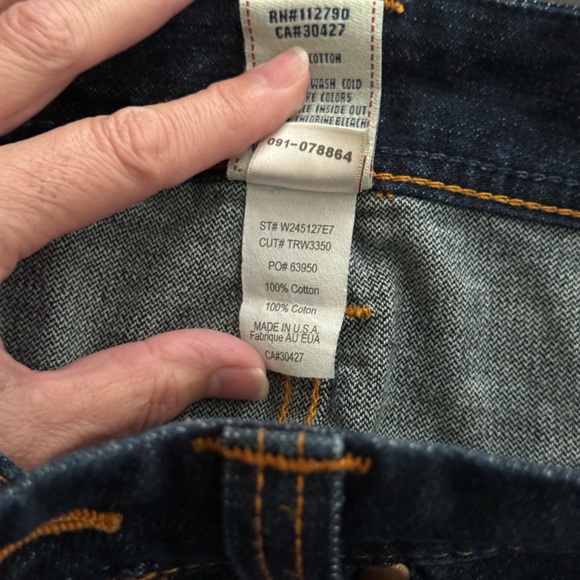 RN#112790
CA#30427
COTTON
WASH COLD
COLORS
INSIDE OUT
091-078864
ST# W245127E7
CUT# TRW3350
PO# 63950
100% Cotton
100% Coton
MADE IN U.S.A.
Fabrique AU EUA
CA#30427